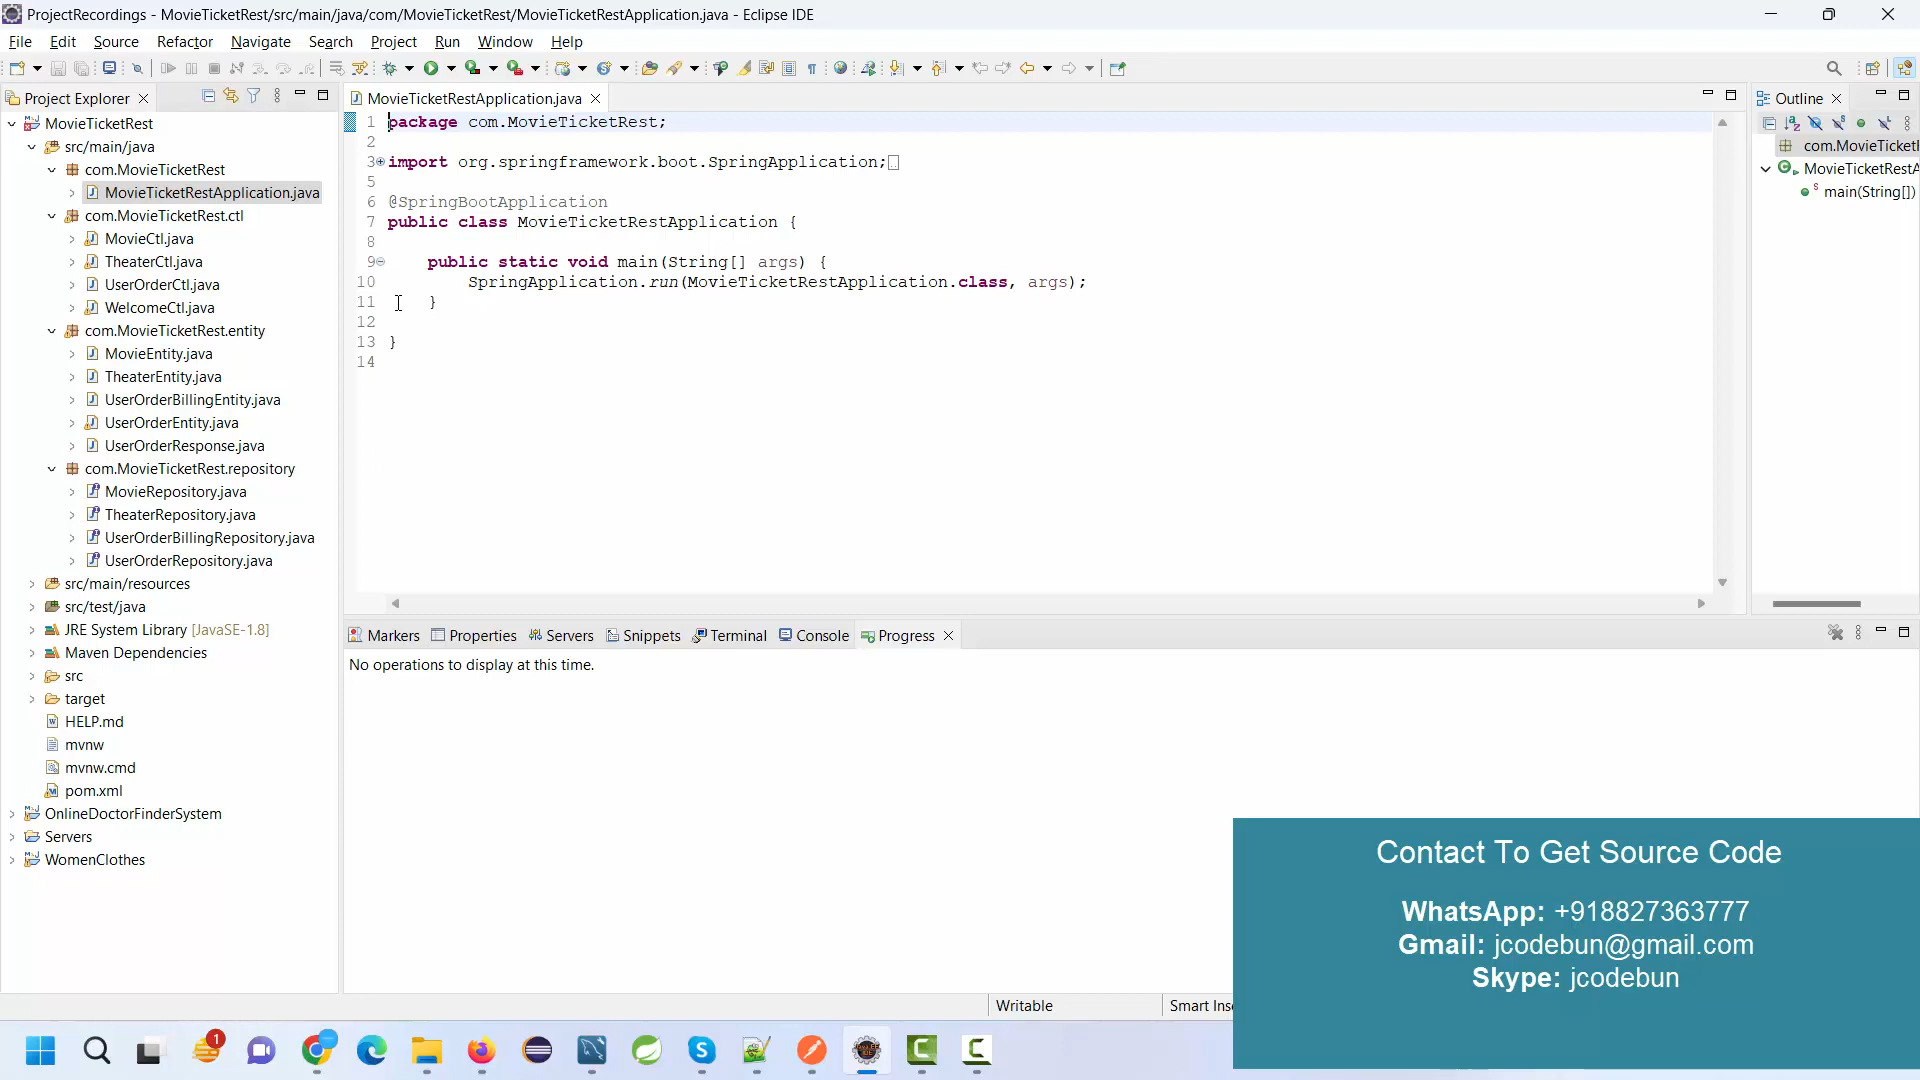 ProjectRecordings - MovieTicketRest/src/main/java/com/MovieTicketRest/MovieTicketRestApplication.java - Eclipse IDE
File Edit Source Refactor Navigate Search Project Run Window Help
Project Explorer
MovieTicketRest
src/main/java
com.MovieTicketRest
MovieTicketRestApplication.java
com.MovieTicketRest.ctl
MovieCtl.java
TheaterCtl.java
UserOrderCtl.java
WelcomeCtl.java
com.MovieTicketRest.entity
MovieEntity.java
TheaterEntity.java
UserOrderBillingEntity.java
UserOrderEntity.java
UserOrderResponse.java
com.MovieTicketRest.repository
MovieRepository.java
TheaterRepository.java
UserOrderBillingRepository.java
UserOrderRepository.java
src/main/resources
src/test/java
JRE System Library [JavaSE-1.8]
Maven Dependencies
src
target
HELP.md
mvnw
mvnw.cmd
pom.xml
OnlineDoctorFinderSystem
Servers
WomenClothes
MovieTicketRestApplication.java
1 package com.MovieTicketRest;
2
3 import org.springframework.boot.SpringApplication;
5
6 @SpringBootApplication
7 public class MovieTicketRestApplication {
8
9 public static void main(String[] args) {
10 SpringApplication.run(MovieTicketRestApplication.class, args);
11 }
12
13 }
14
Outline
com.MovieTicketI
MovieTicketRestA
main(String[])
Markers Properties Servers Snippets Terminal Console Progress
No operations to display at this time.
Writable Smart Inse
Contact To Get Source Code
WhatsApp: +918827363777
Gmail: jcodebun@gmail.com
Skype: jcodebun
1